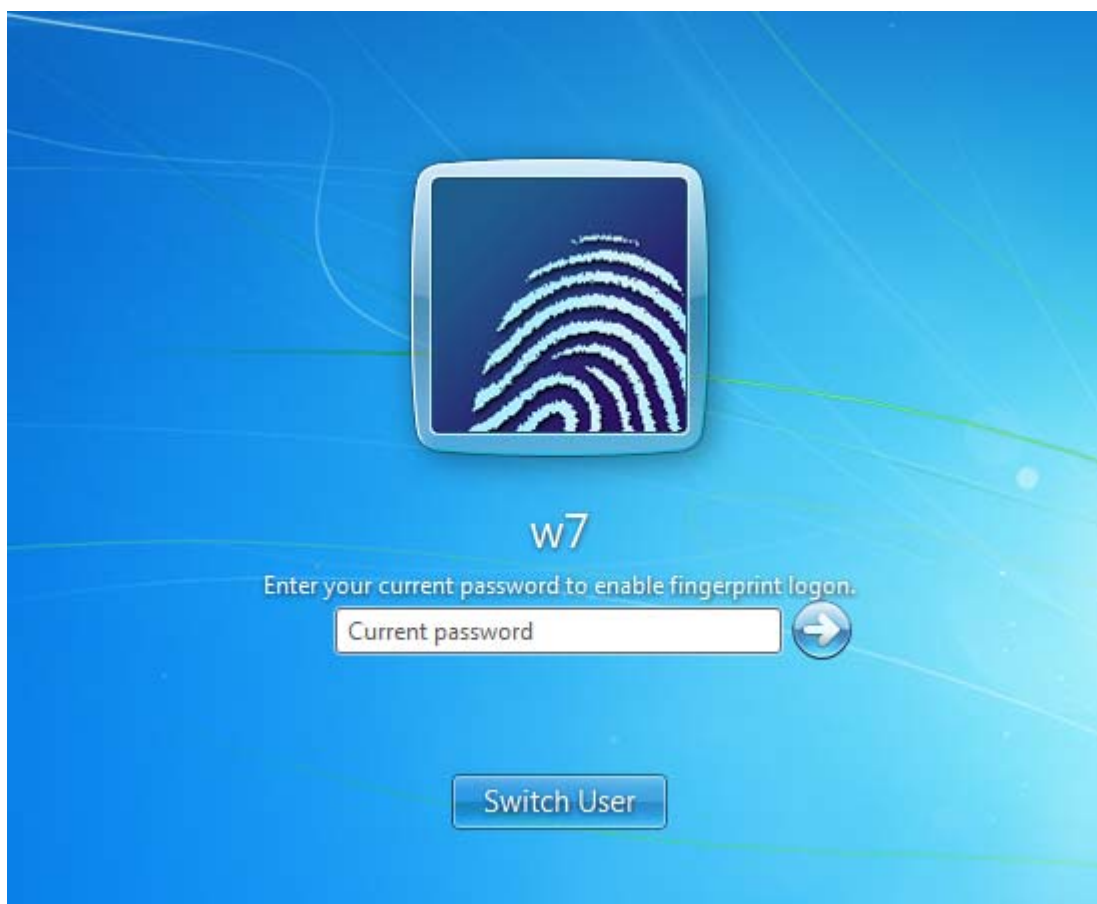 w7
Enter your current password to enable fingerprint logon.
Current password
Switch User